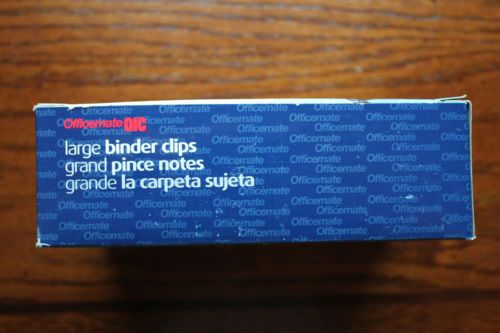 Officemate OIC
large binder clips
grand pince notes
grande la carpeta sujeta